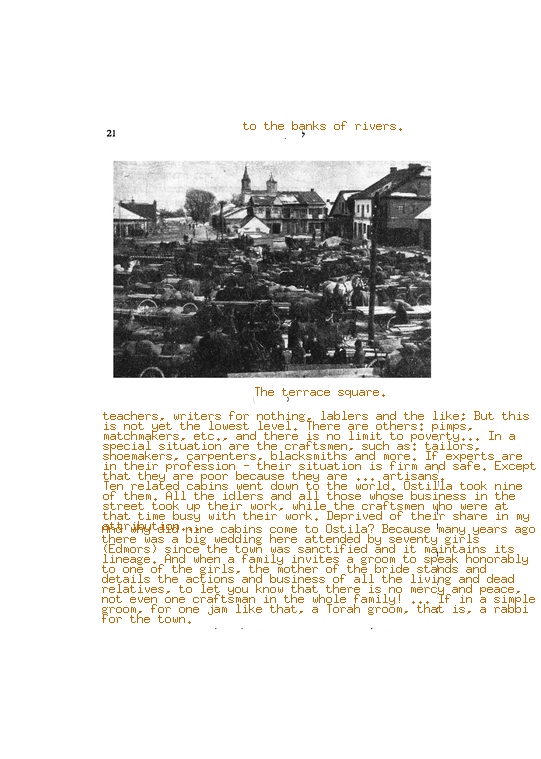 to the banks of rivers.
21
The terrace square.
teachers, writers for nothing, lablers and the like; But this
is not yet the lowest level. There are others: pimps,
matchmakers, etc., and there is no limit to poverty... In a
special situation are the craftsmen, such as: tailors,
shoemakers, carpenters, blacksmiths and more. If experts are
in their profession - their situation is firm and safe. Except
that they are poor because they are ... artisans.
Ten related cabins went down to the world. Ostilla took nine
of them. All the idlers and all those whose business in the
street took up their work, while the craftsmen who were at
that time busy with their work. Deprived of their share in my
attribution.
And why did nine cabins come to Ostila? Because many years ago
there was a big wedding here attended by seventy girls
(Edmors) since the town was sanctified and it maintains its
lineage. And when a family invites a groom to speak honorably
to one of the girls, the mother of the bride stands and
details the actions and business of all the living and dead
relatives, to let you know that there is no mercy and peace,
not even one craftsman in the whole family! ... If in a simple
groom, for one jam like that, a Torah groom, that is, a rabbi
for the town.